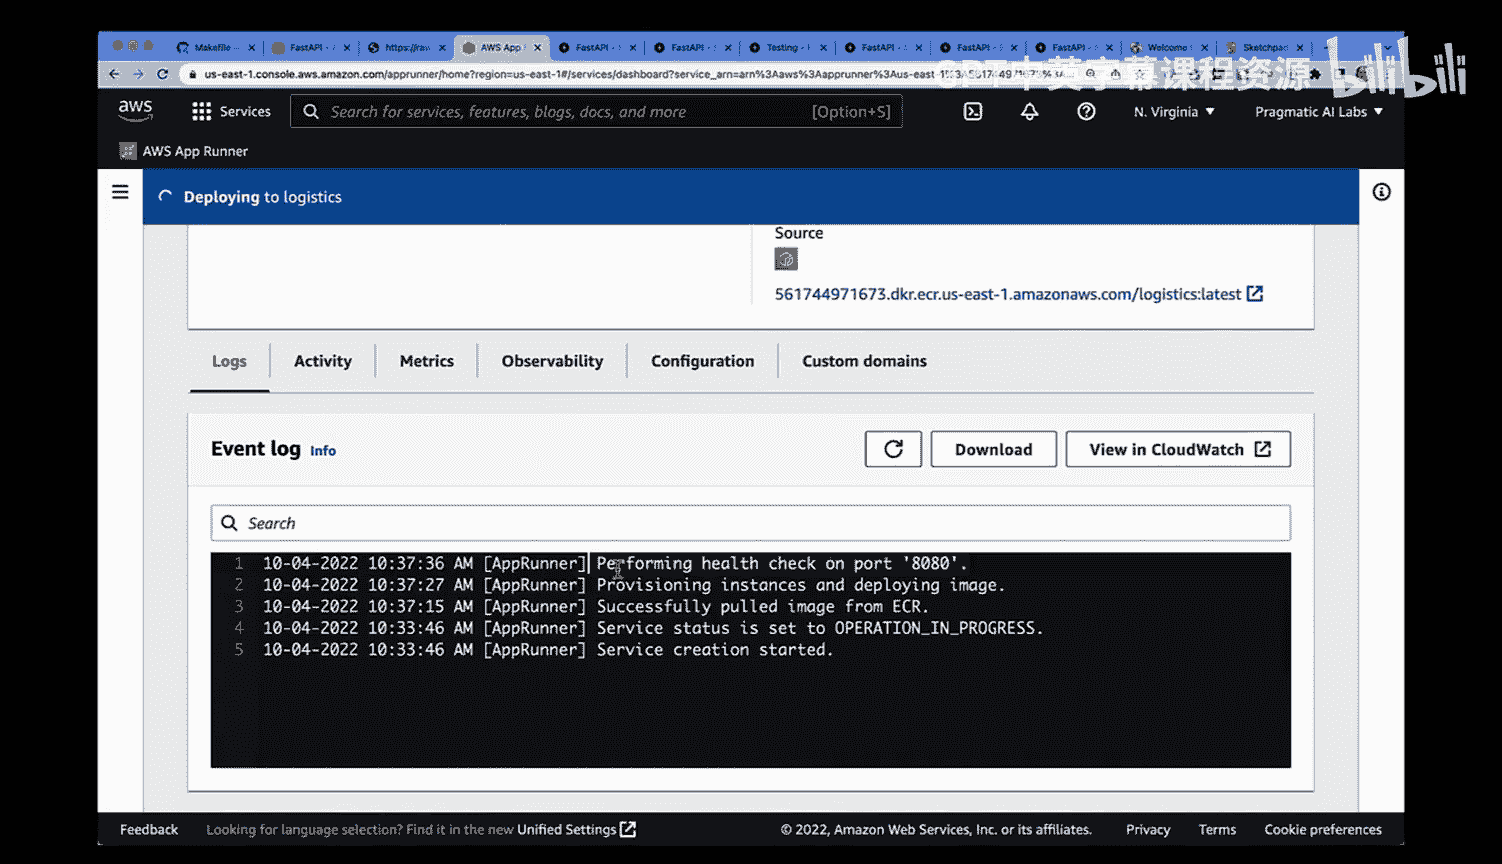 Makefile
FastAPI
https://raw
AWS App
FastAPI
FastAPI
Testing
FastAPI
FastAPI
FastAPI
Welcome
Sketchpad
us-east-1.console.aws.amazon.com/apprunner/home?region=us-east-1#/services/dashboard?service_arn=arn%3Aaws%3Aapprunner%3Aus-east-
中英字幕课程资源 bilibili
aws Services Search for services, features, blogs, docs, and more [Option+S] N. Virginia ▼ Pragmatic AI Labs ▼
AWS App Runner
Deploying to logistics
Source
561744971673.dkr.ecr.us-east-1.amazonaws.com/logistics:latest
Logs Activity Metrics Observability Configuration Custom domains
Event log Info Download View in CloudWatch
Search
1 10-04-2022 10:37:36 AM [AppRunner] Performing health check on port '8080'.
2 10-04-2022 10:37:27 AM [AppRunner] Provisioning instances and deploying image.
3 10-04-2022 10:37:15 AM [AppRunner] Successfully pulled image from ECR.
4 10-04-2022 10:33:46 AM [AppRunner] Service status is set to OPERATION_IN_PROGRESS.
5 10-04-2022 10:33:46 AM [AppRunner] Service creation started.
Feedback Looking for language selection? Find it in the new Unified Settings © 2022, Amazon Web Services, Inc. or its affiliates. Privacy Terms Cookie preferences